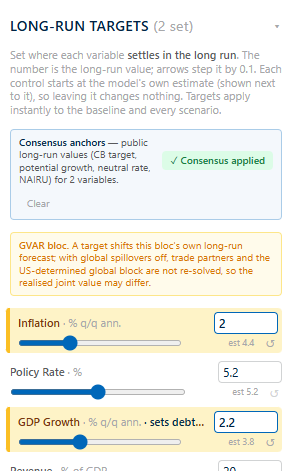 LONG-RUN TARGETS (2 set)
Set where each variable settles in the long run. The
number is the long-run value; arrows step it by 0.1. Each
control starts at the model's own estimate (shown next
to it), so leaving it changes nothing. Targets apply
instantly to the baseline and every scenario.
Consensus anchors — public
long-run values (CB target,
potential growth, neutral rate,
NAIRU) for 2 variables.
✓ Consensus applied
Clear
GVAR bloc. A target shifts this bloc's own long-run
forecast; with global spillovers off, trade partners and the
US-determined global block are not re-solved, so the
realised joint value may differ.
Inflation · % q/q ann.
2
est 4.4 ↺
Policy Rate · %
5.2
est 5.2 ↺
GDP Growth · % q/q ann. · sets debt...
2.2
est 3.8 ↺
Revenue · % of GDP
20